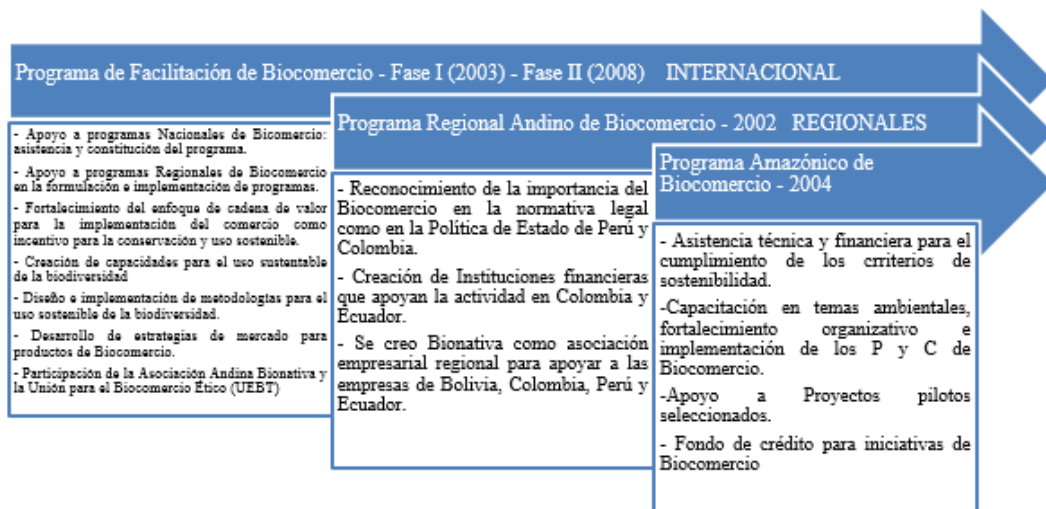 Programa de Facilitación de Biocomercio - Fase I (2003) - Fase II (2008) INTERNACIONAL
- Apoyo a programas Nacionales de Bicomercio:
asistencia y constitución del programa.
- Apoyo a programas Regionales de Biocomercio
en la formulación e implementación de programas.
- Fortalecimiento del enfoque de cadena de valor
para la implementación del comercio como
incentivo para la conservación y uso sostenible.
- Creación de capacidades para el uso sustentable
de la biodiversidad
- Diseño e implementación de metodologías para el
uso sostenible de la biodiversidad.
- Desarrollo de estrategias de mercado para
productos de Biocomercio.
- Participación de la Asociación Andina Bionativa y
la Unión para el Biocomercio Ético (UEBT)
Programa Regional Andino de Biocomercio - 2002 REGIONALES
- Reconocimiento de la importancia del
Biocomercio en la normativa legal
como en la Política de Estado de Perú y
Colombia.
- Creación de Instituciones financieras
que apoyan la actividad en Colombia y
Ecuador.
- Se creo Bionativa como asociación
empresarial regional para apoyar a las
empresas de Bolivia, Colombia, Perú y
Ecuador.
Programa Amazónico de
Biocomercio - 2004
- Asistencia técnica y financiera para el
cumplimiento de los crriterios de
sostenibilidad.
-Capacitación en temas ambientales,
fortalecimiento organizativo e
implementación de los P y C de
Biocomercio.
-Apoyo a Proyectos pilotos
seleccionados.
- Fondo de crédito para iniciativas de
Biocomercio